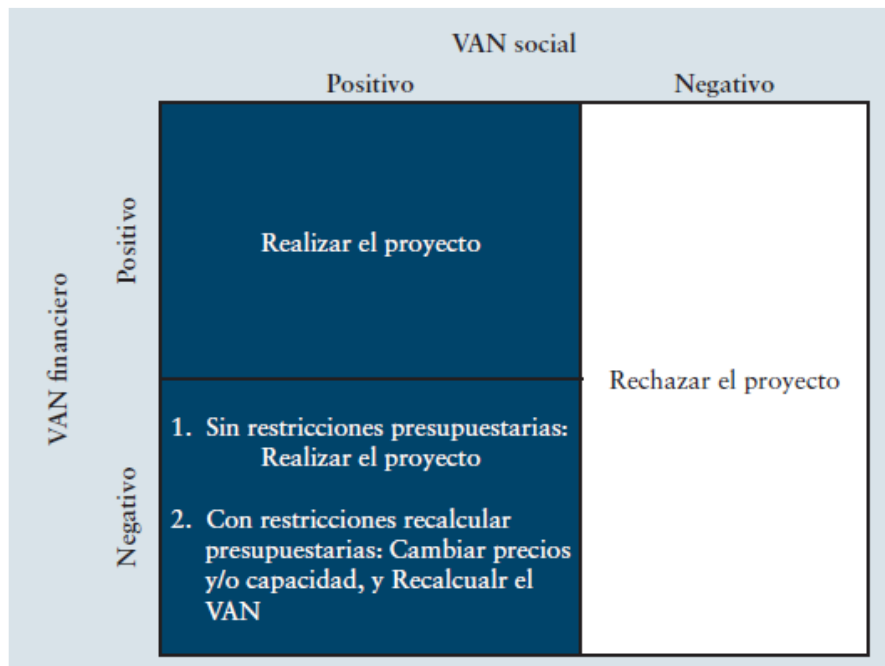 VAN social
Positivo
Negativo
VAN financiero
Positivo
Realizar el proyecto
Rechazar el proyecto
Negativo
1. Sin restricciones presupuestarias:
Realizar el proyecto
2. Con restricciones recalcular
presupuestarias: Cambiar precios
y/o capacidad, y Recalcualr el
VAN